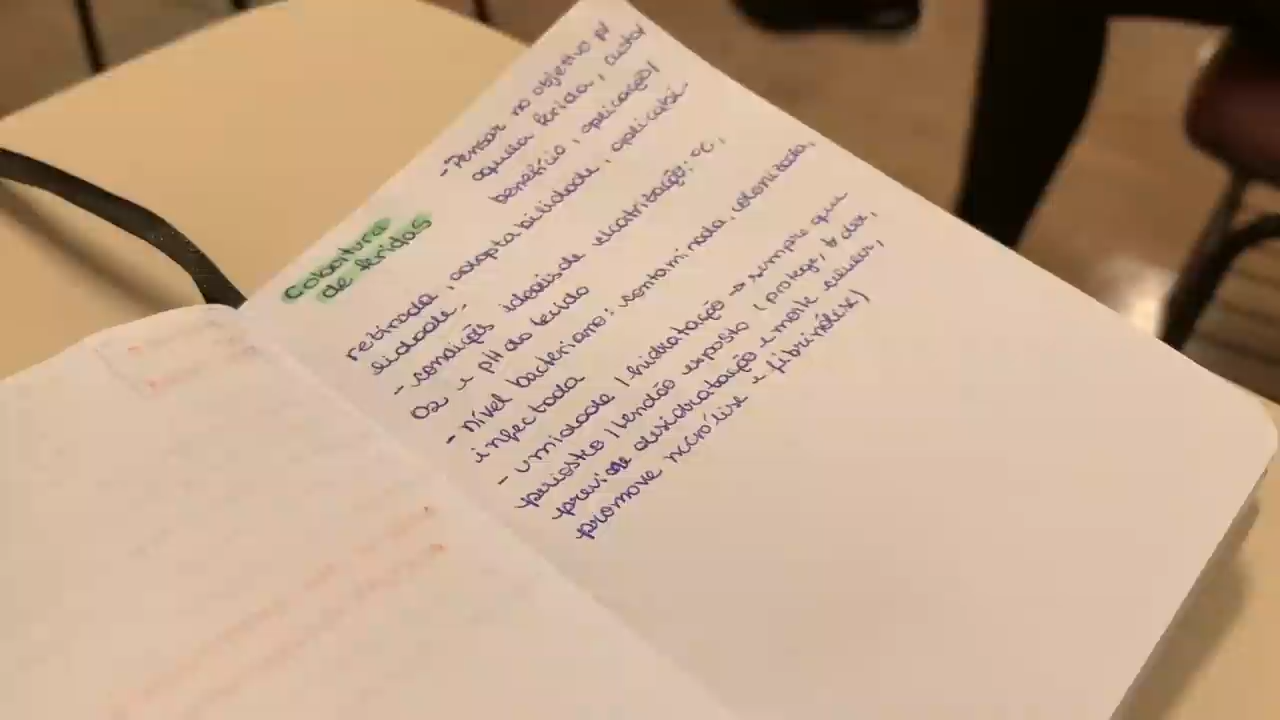 Cobertura
de feridas
- Pensar no objetivo p/
aquela ferida, custo/
benefício, aplicação/
retirada, adaptabilidade, aplicabi-
lidade-
- condições ideais de cicatrização: °C,
O2 e pH do tecido
- Nível bacteriano: contaminada, colonizada,
infectada
- umidade / hidratação → sempre que
periósteo / tendão exposto (protege, ↓ dor,
previne desidratação e morte celular,
promove necrólise e fibrinólise)